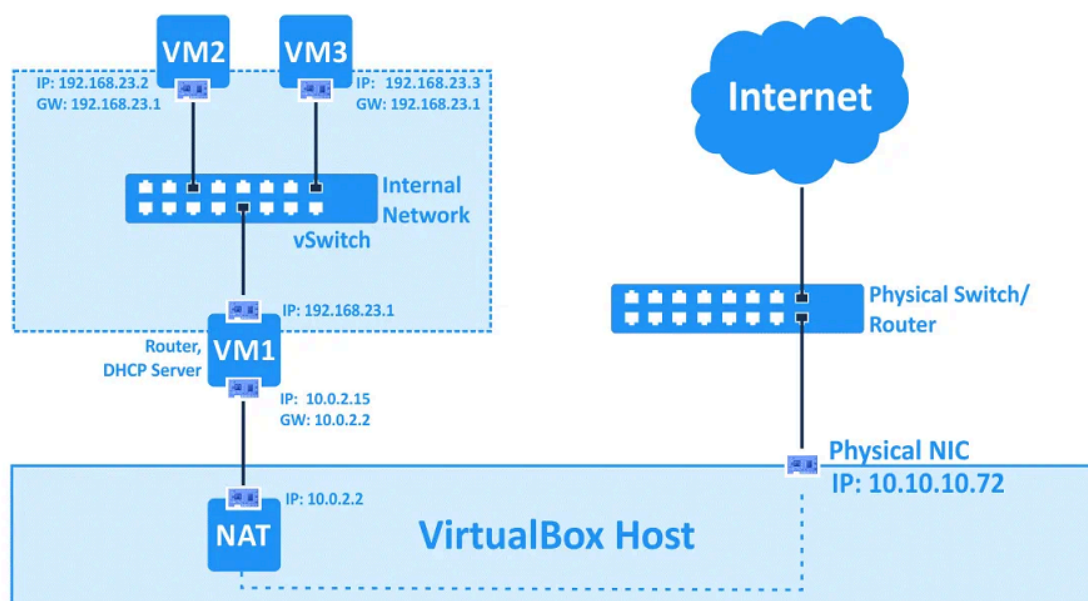 VM2
VM3
IP: 192.168.23.2
GW: 192.168.23.1
IP: 192.168.23.3
GW: 192.168.23.1
Internal
Network
vSwitch
IP: 192.168.23.1
Router,
DHCP Server
VM1
IP: 10.0.2.15
GW: 10.0.2.2
IP: 10.0.2.2
NAT
VirtualBox Host
Internet
Physical Switch/
Router
Physical NIC
IP: 10.10.10.72